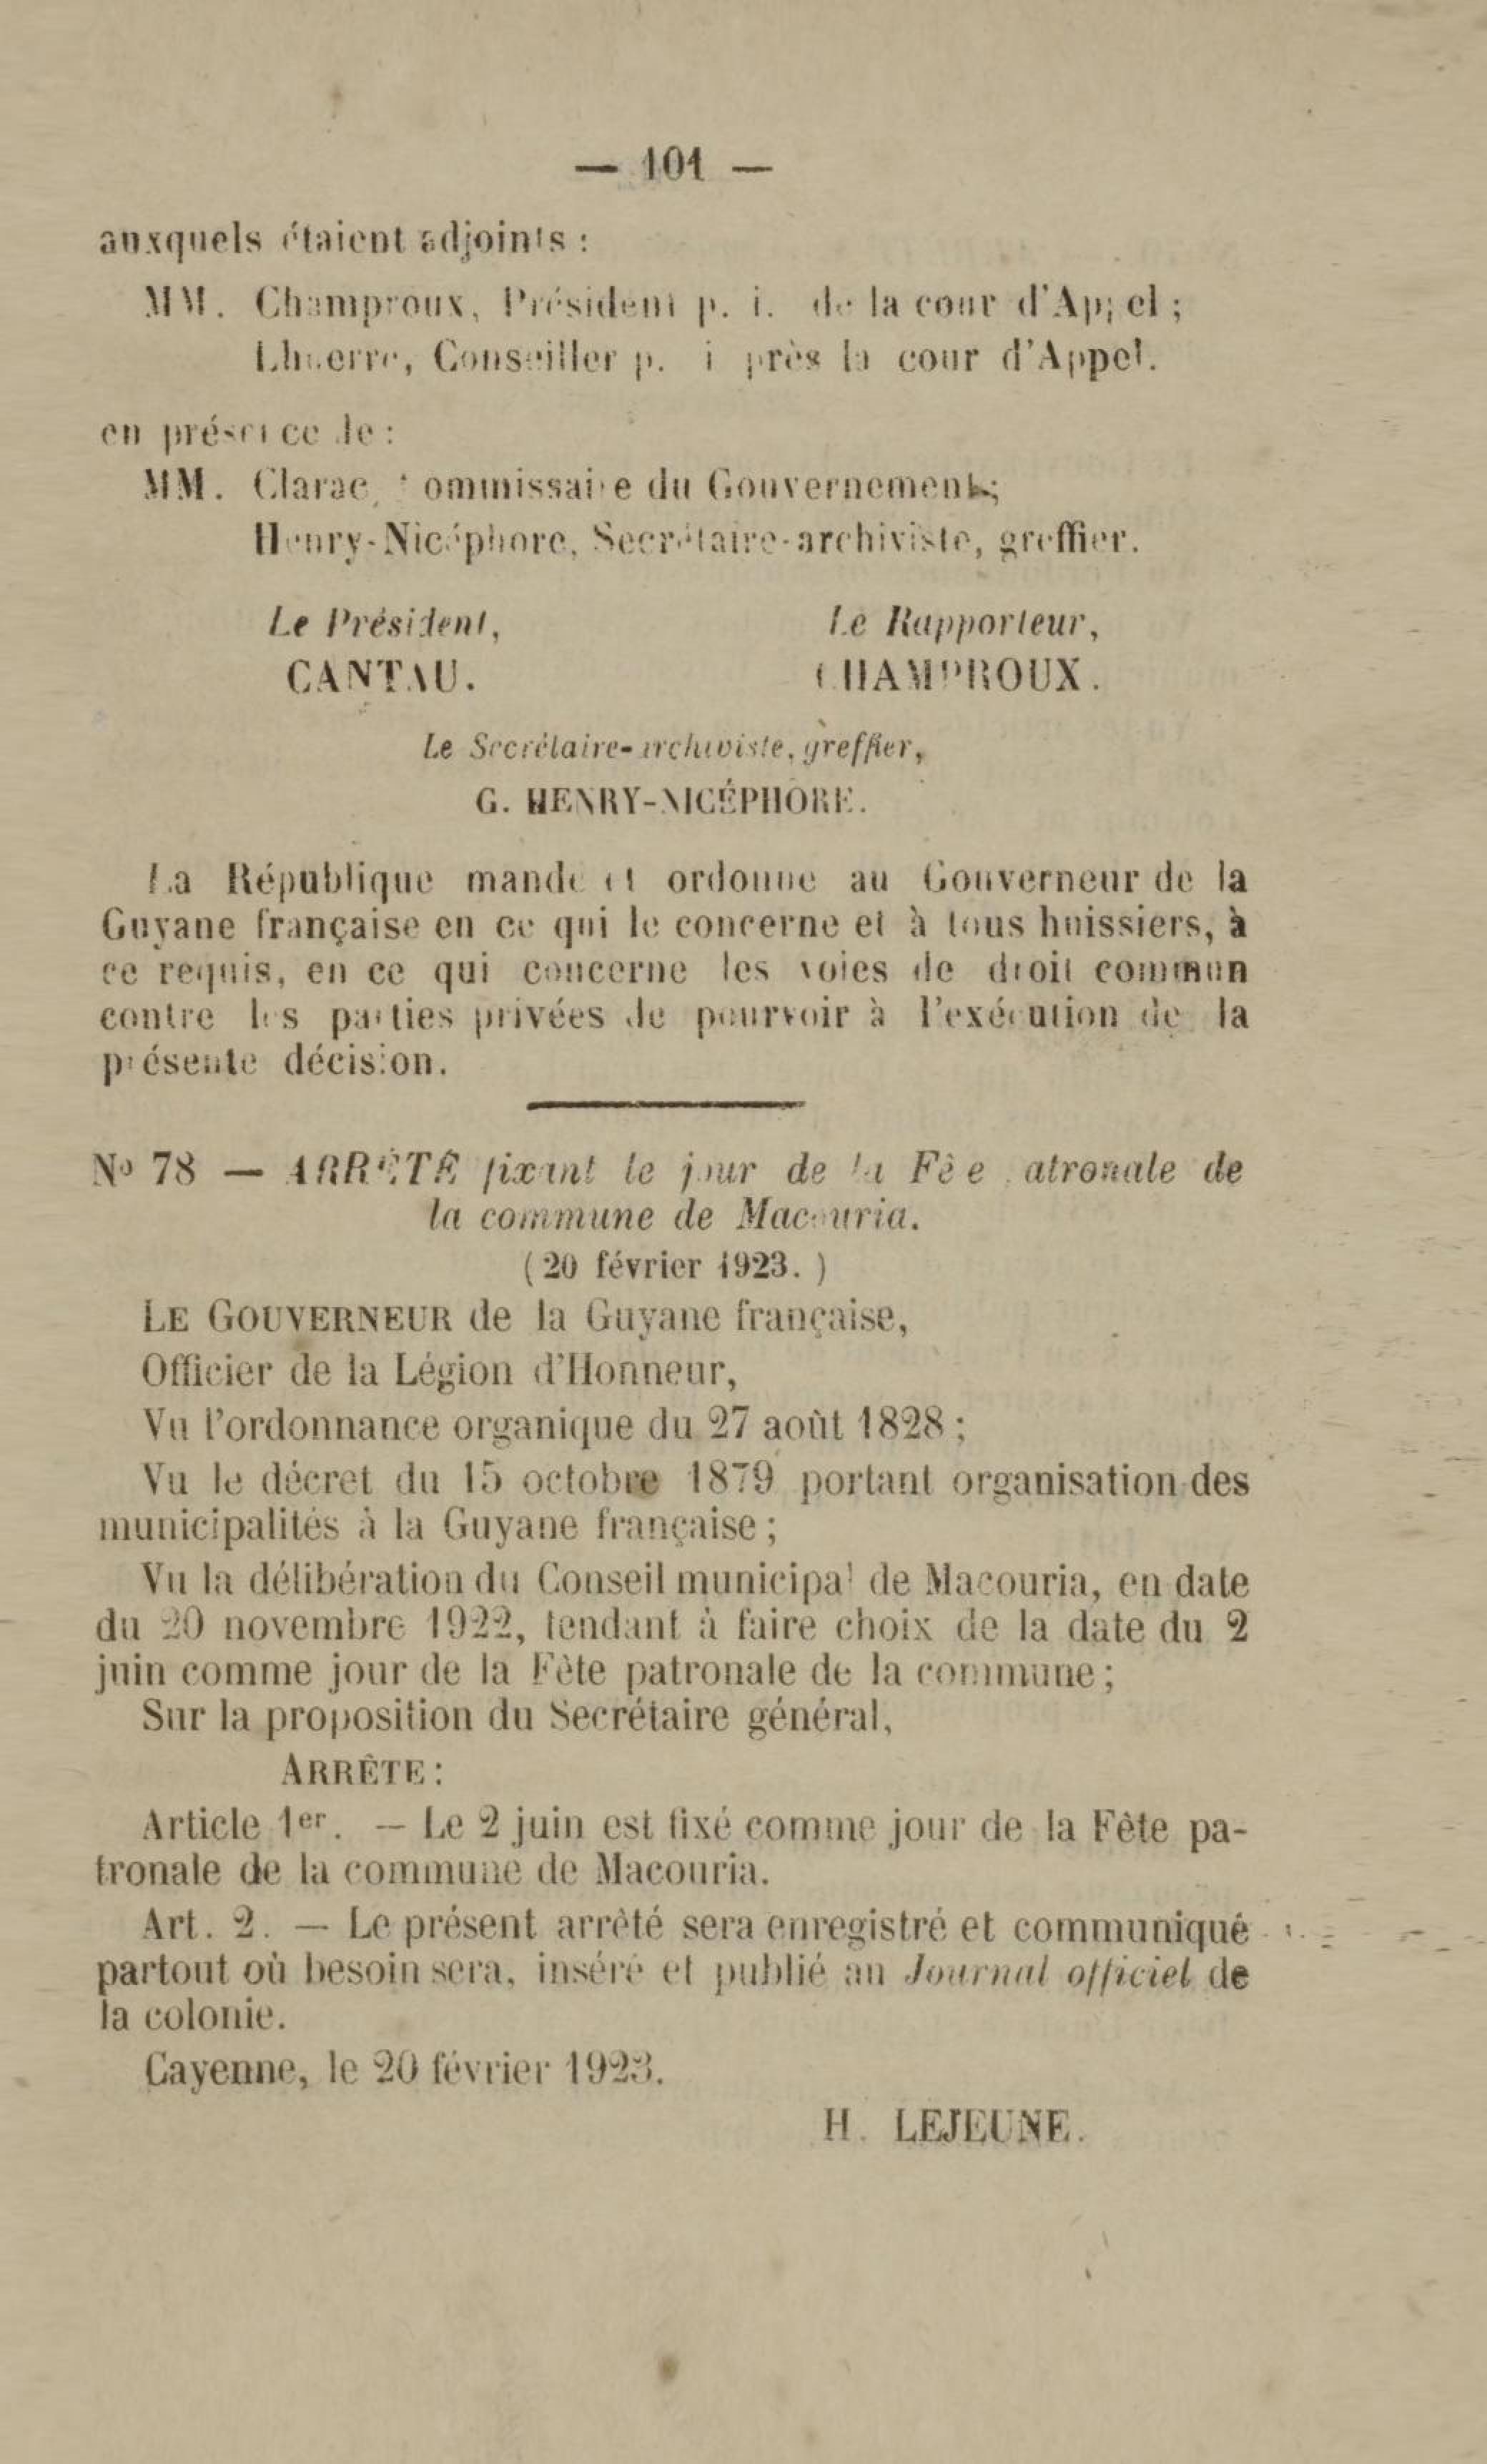 — 101 —
auxquels étaient adjoints :
MM. Champroux, Président p. i. de la cour d'Appel ;
Conseiller p. i près la cour d'Appel.
en présence de :
MM. Clarac, Commissaire du Gouvernement ;
Henry-Nicéphore, Secrétaire-archiviste, greffier.
Le Président, Le Rapporteur,
CANTAU. CHAMPROUX.
Le Secrétaire-archiviste, greffier,
G. HENRY-NICÉPHORE.
La République mande et ordonne au Gouverneur de la
Guyane française en ce qui le concerne et à tous huissiers, à
ce requis, en ce qui concerne les voies de droit commun
contre les parties privées de pourvoir à l'exécution de la
présente décision.
No 78 — ARRÊTÉ fixant le jour de la Fête patronale de
la commune de Macouria.
( 20 février 1923. )
LE GOUVERNEUR de la Guyane française,
Officier de la Légion d'Honneur,
Vu l'ordonnance organique du 27 août 1828 ;
Vu le décret du 15 octobre 1879 portant organisation des
municipalités à la Guyane française ;
Vu la délibération du Conseil municipal de Macouria, en date
du 20 novembre 1922, tendant à faire choix de la date du 2
juin comme jour de la Fête patronale de la commune ;
Sur la proposition du Secrétaire général,
ARRÊTE :
Article 1er. — Le 2 juin est fixé comme jour de la Fête pa-
tronale de la commune de Macouria.
Art. 2. — Le présent arrêté sera enregistré et communiqué
partout où besoin sera, inséré et publié au Journal officiel de
la colonie.
Cayenne, le 20 février 1923.
H. LEJEUNE.